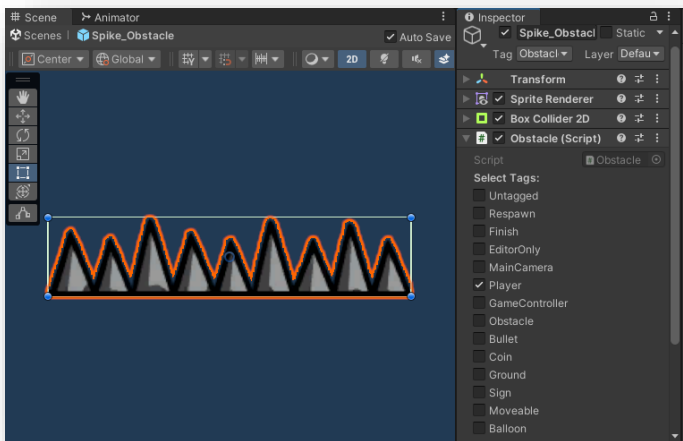 Scene Animator
Scenes | Spike_Obstacle Auto Save
Center Global 2D
Inspector
Spike_Obstacl Static
Tag Obstacl Layer Defau
Transform
Sprite Renderer
Box Collider 2D
# Obstacle (Script)
Script # Obstacle
Select Tags:
Untagged
Respawn
Finish
EditorOnly
MainCamera
Player
GameController
Obstacle
Bullet
Coin
Ground
Sign
Moveable
Balloon